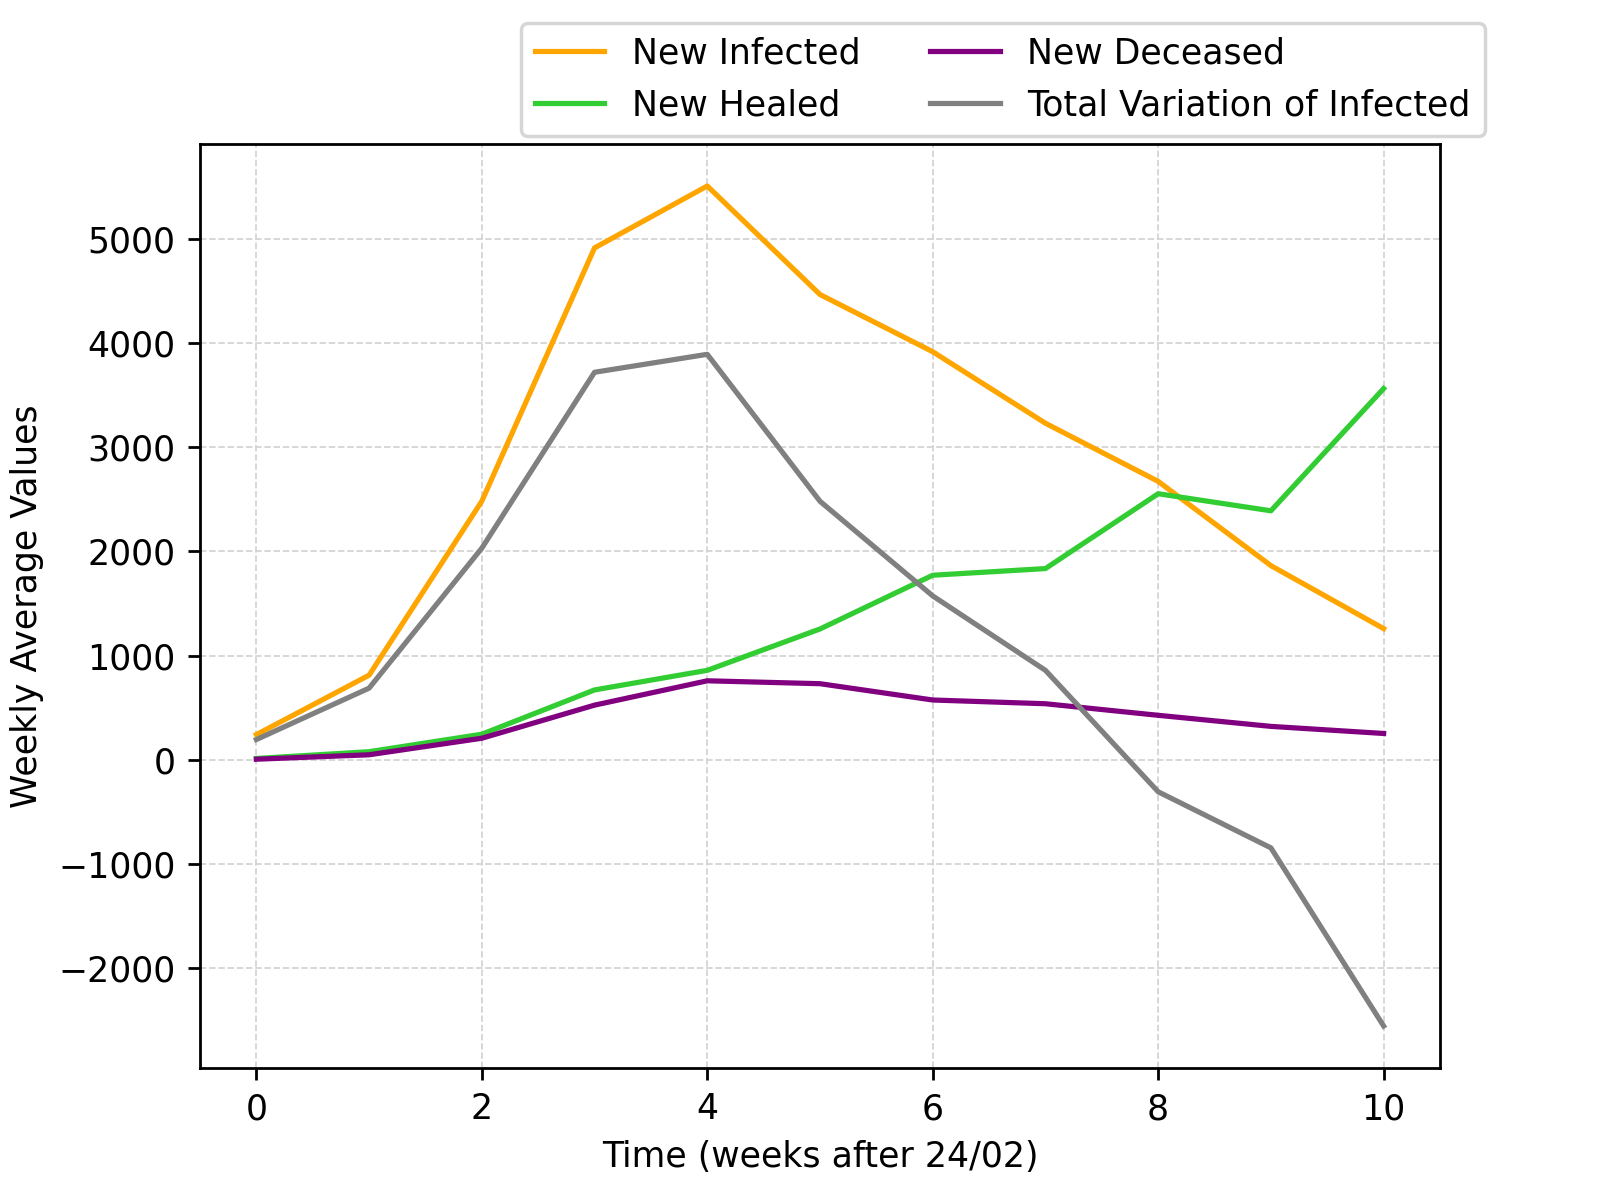 New Infected
New Healed
New Deceased
Total Variation of Infected
5000
4000
3000
2000
1000
0
−1000
−2000
Weekly Average Values
0 2 4 6 8 10
Time (weeks after 24/02)